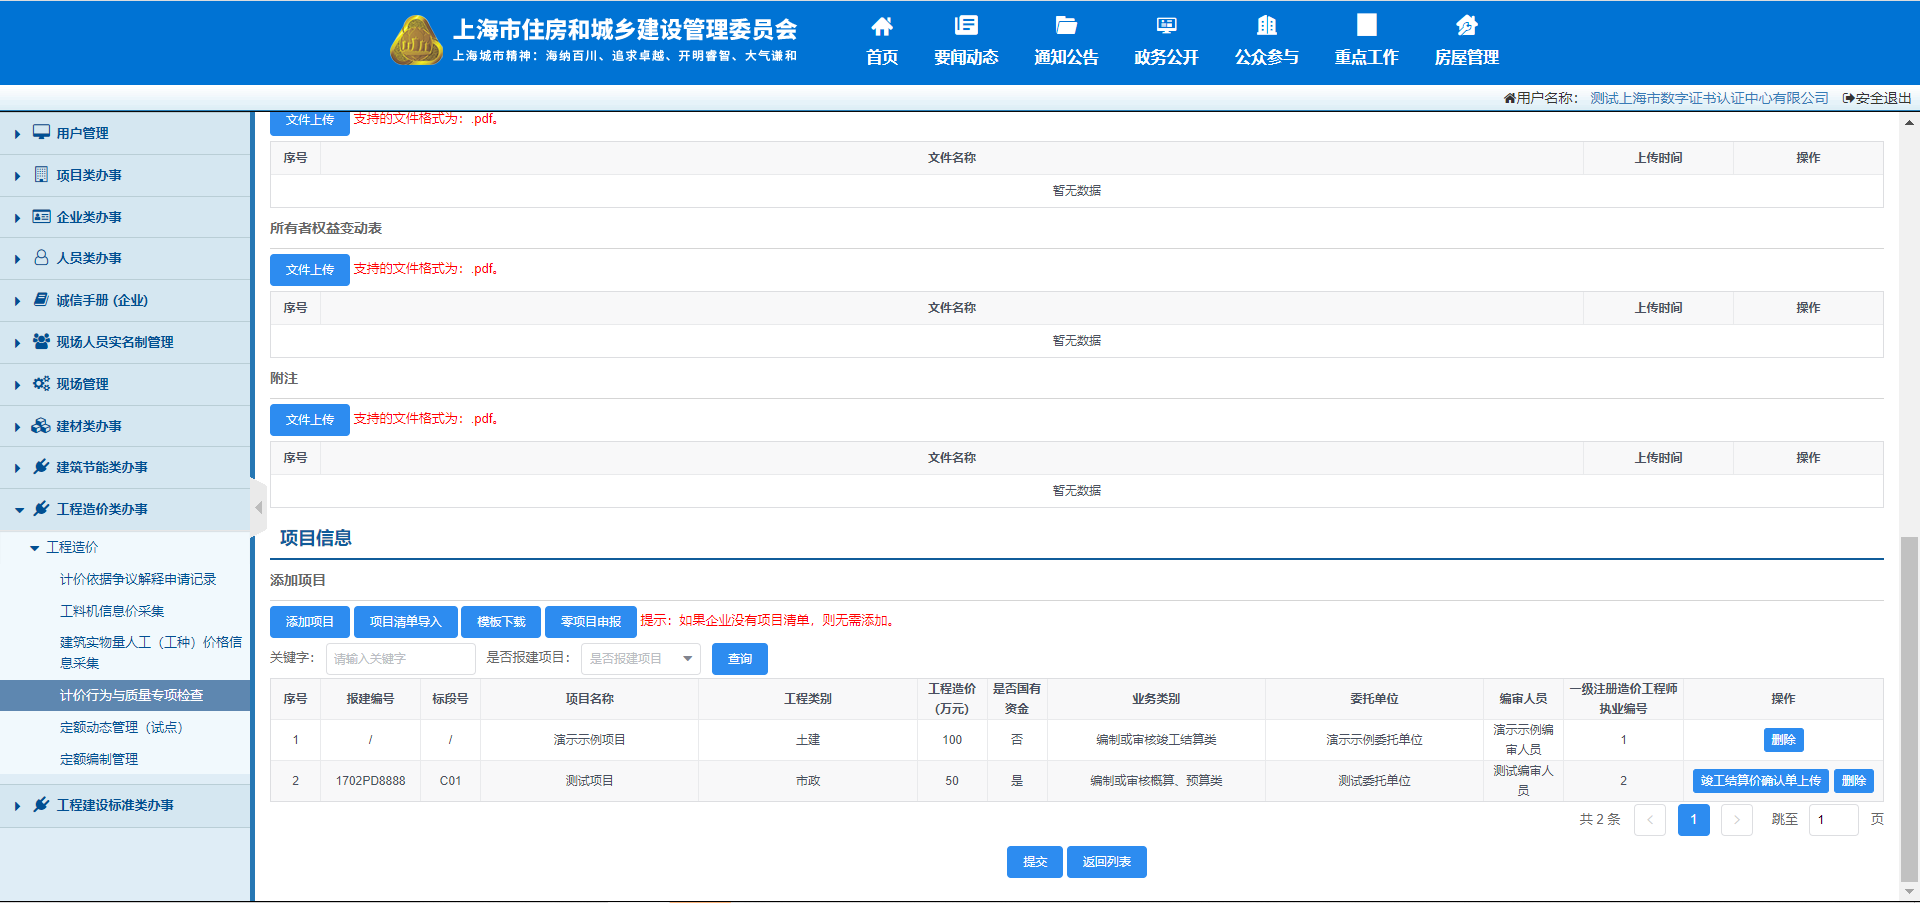 上海市住房和城乡建设管理委员会
上海城市精神：海纳百川、追求卓越、开明睿智、大气谦和
首页 要闻动态 通知公告 政务公开 公众参与 重点工作 房屋管理
用户名称： 测试上海市数字证书认证中心有限公司 安全退出
用户管理
项目类办事
企业类办事
人员类办事
诚信手册 (企业)
现场人员实名制管理
现场管理
建材类办事
建筑节能类办事
工程造价类办事
工程造价
计价依据争议解释申请记录
工料机信息价采集
建筑实物量人工（工种）价格信
息采集
计价行为与质量专项检查
定额动态管理（试点）
定额编制管理
工程建设标准类办事
文件上传 支持的文件格式为：.pdf。
序号 文件名称 上传时间 操作
暂无数据
所有者权益变动表
文件上传 支持的文件格式为：.pdf。
序号 文件名称 上传时间 操作
暂无数据
附注
文件上传 支持的文件格式为：.pdf。
序号 文件名称 上传时间 操作
暂无数据
项目信息
添加项目
添加项目 项目清单导入 模板下载 零项目申报 提示：如果企业没有项目清单，则无需添加。
关键字： 请输入关键字 是否报建项目： 是否报建项目 查询
序号 报建编号 标段号 项目名称 工程类别 工程造价(万元) 是否国有资金 业务类别 委托单位 编审人员 一级注册造价工程师执业编号 操作
1 / / 演示示例项目 土建 100 否 编制或审核竣工结算类 演示示例委托单位 演示示例编审人员 1 删除
2 1702PD8888 C01 测试项目 市政 50 是 编制或审核概算、预算类 测试委托单位 测试编审人员 2 竣工结算价确认单上传 删除
共 2 条 1 跳至 1 页
提交 返回列表